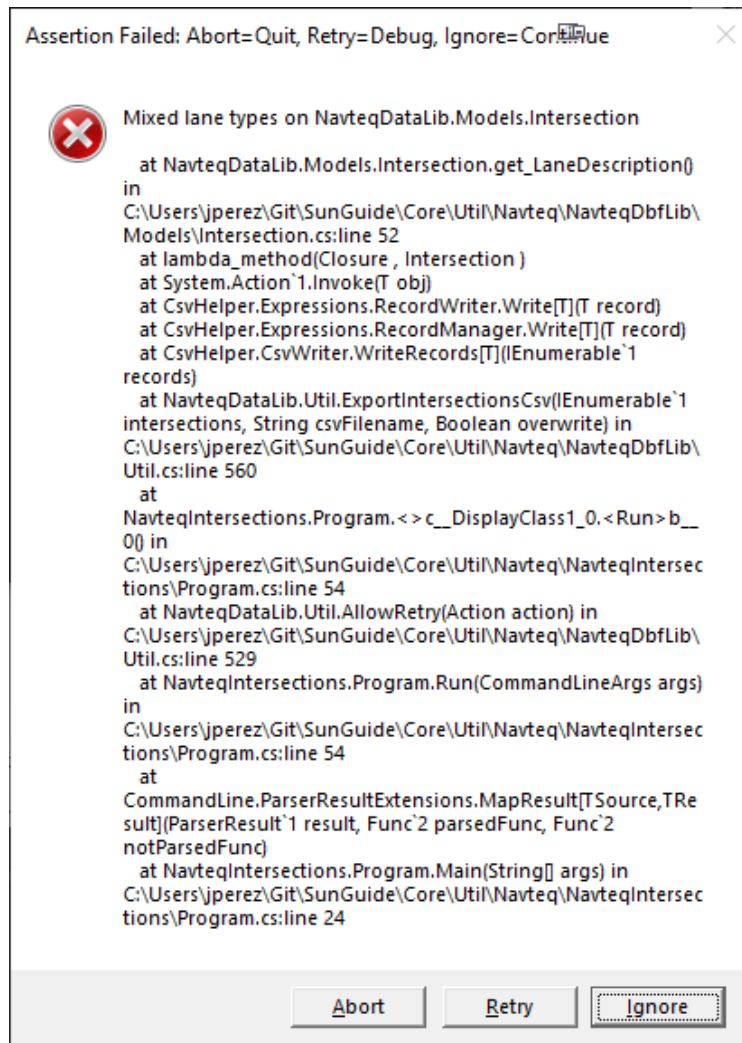 Assertion Failed: Abort=Quit, Retry=Debug, Ignore=Continue
Mixed lane types on NavteqDataLib.Models.Intersection
at NavteqDataLib.Models.Intersection.get_LaneDescription()
in
C:\Users\jperez\Git\SunGuide\Core\Util\Navteq\NavteqDbfLib\
Models\Intersection.cs:line 52
at lambda_method(Closure , Intersection )
at System.Action`1.Invoke(T obj)
at CsvHelper.Expressions.RecordWriter.Write[T](T record)
at CsvHelper.Expressions.RecordManager.Write[T](T record)
at CsvHelper.CsvWriter.WriteRecords[T](IEnumerable`1
records)
at NavteqDataLib.Util.ExportIntersectionsCsv(IEnumerable`1
intersections, String csvFilename, Boolean overwrite) in
C:\Users\jperez\Git\SunGuide\Core\Util\Navteq\NavteqDbfLib\
Util.cs:line 560
at
NavteqIntersections.Program.<>c__DisplayClass1_0.<Run>b__
0() in
C:\Users\jperez\Git\SunGuide\Core\Util\Navteq\NavteqIntersec
tions\Program.cs:line 54
at NavteqDataLib.Util.AllowRetry(Action action) in
C:\Users\jperez\Git\SunGuide\Core\Util\Navteq\NavteqDbfLib\
Util.cs:line 529
at NavteqIntersections.Program.Run(CommandLineArgs args)
in
C:\Users\jperez\Git\SunGuide\Core\Util\Navteq\NavteqIntersec
tions\Program.cs:line 54
at
CommandLine.ParserResultExtensions.MapResult[TSource,TRe
sult](ParserResult`1 result, Func`2 parsedFunc, Func`2
notParsedFunc)
at NavteqIntersections.Program.Main(String[] args) in
C:\Users\jperez\Git\SunGuide\Core\Util\Navteq\NavteqIntersec
tions\Program.cs:line 24
Abort Retry Ignore